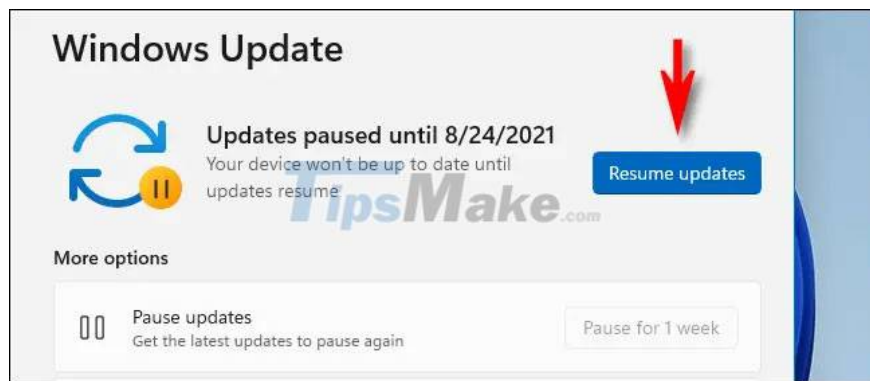 Windows Update
Updates paused until 8/24/2021
Your device won't be up to date until
updates resume
Resume updates
TipsMake.com
More options
Pause updates
Get the latest updates to pause again
Pause for 1 week